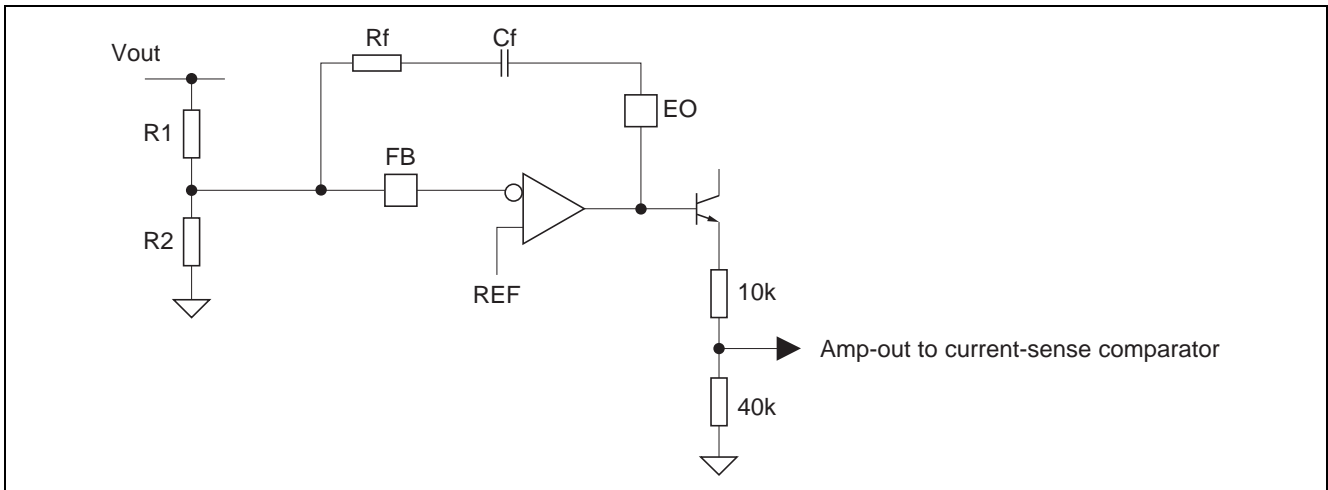 Vout
Rf
Cf
EO
R1
FB
R2
REF
10k
Amp-out to current-sense comparator
40k